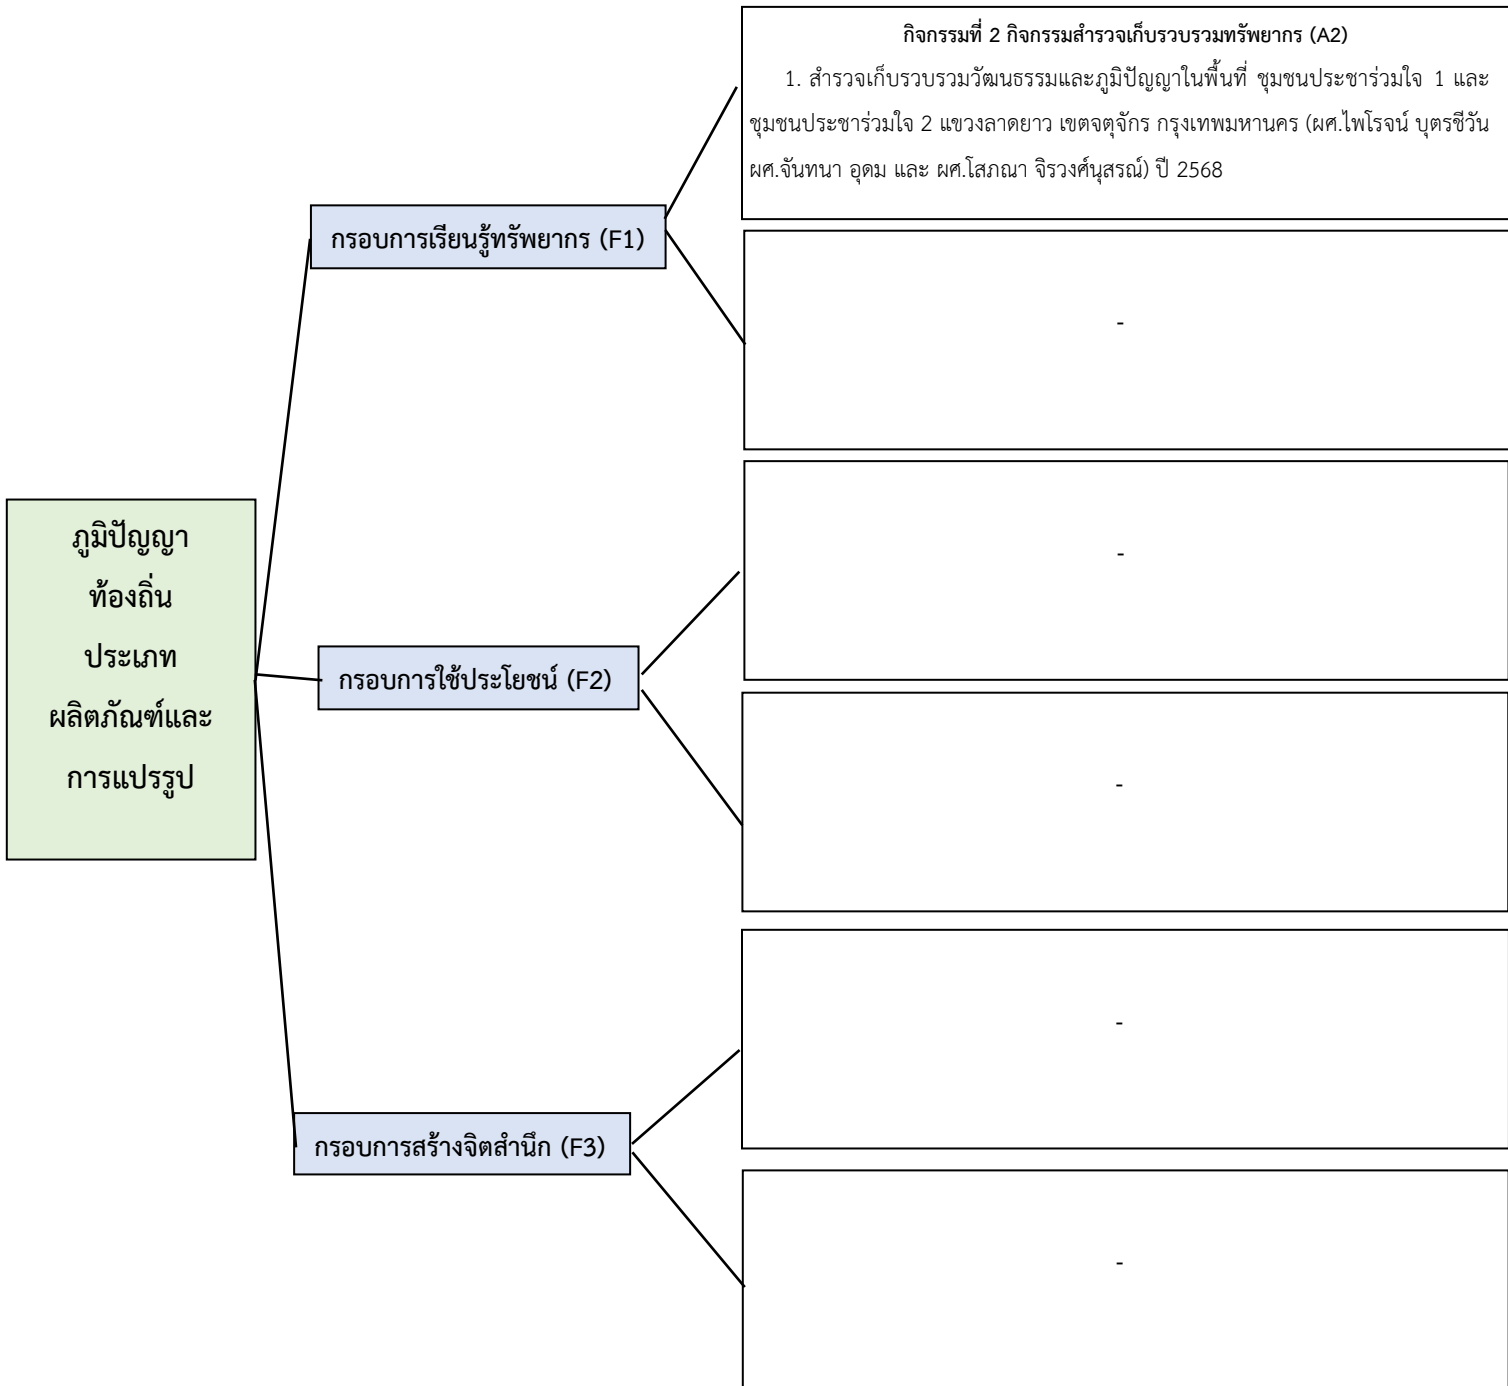 กิจกรรมที่ 2 กิจกรรมสำรวจเก็บรวบรวมทรัพยากร (A2)
1. สำรวจเก็บรวบรวมวัฒนธรรมและภูมิปัญญาในพื้นที่ ชุมชนประชาร่วมใจ 1 และ
ชุมชนประชาร่วมใจ 2 แขวงลาดยาว เขตจตุจักร กรุงเทพมหานคร (ผศ.ไพโรจน์ บุตรชีวัน
ผศ.จันทนา อุดม และ ผศ.โสภณา จิรวงศ์นุสรณ์) ปี 2568
กรอบการเรียนรู้ทรัพยากร (F1)
-
-
ภูมิปัญญา
ท้องถิ่น
ประเภท
ผลิตภัณฑ์และ
การแปรรูป
กรอบการใช้ประโยชน์ (F2)
-
-
กรอบการสร้างจิตสำนึก (F3)
-